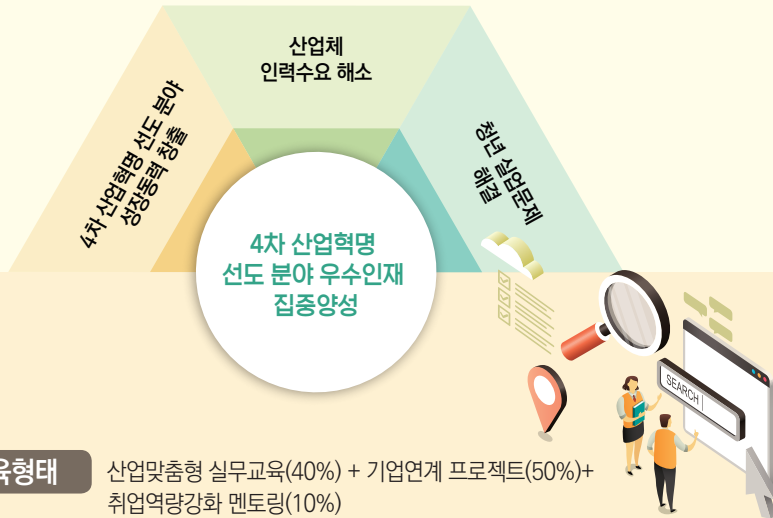 산업체
인력수요 해소
4차 산업혁명 선도 분야
성장동력 창출
청년 실업문제
해결
4차 산업혁명
선도 분야 우수인재
집중양성
SEARCH
육형태
산업맞춤형 실무교육(40%) + 기업연계 프로젝트(50%)+
취업역량강화 멘토링(10%)